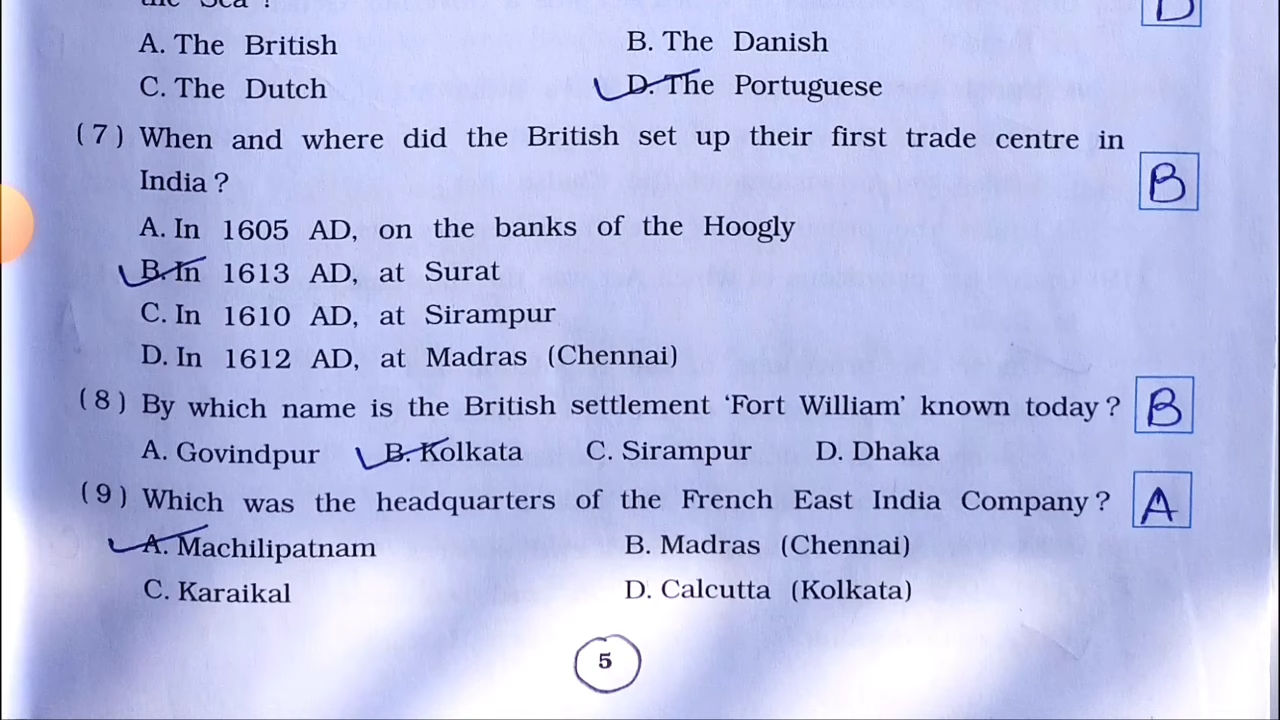 the Sea ?
D
A. The British B. The Danish
C. The Dutch D. The Portuguese
(7) When and where did the British set up their first trade centre in
India ?
B
A. In 1605 AD, on the banks of the Hoogly
B. In 1613 AD, at Surat
C. In 1610 AD, at Sirampur
D. In 1612 AD, at Madras (Chennai)
(8) By which name is the British settlement ‘Fort William’ known today ? B
A. Govindpur B. Kolkata C. Sirampur D. Dhaka
(9) Which was the headquarters of the French East India Company ? A
A. Machilipatnam B. Madras (Chennai)
C. Karaikal D. Calcutta (Kolkata)
5